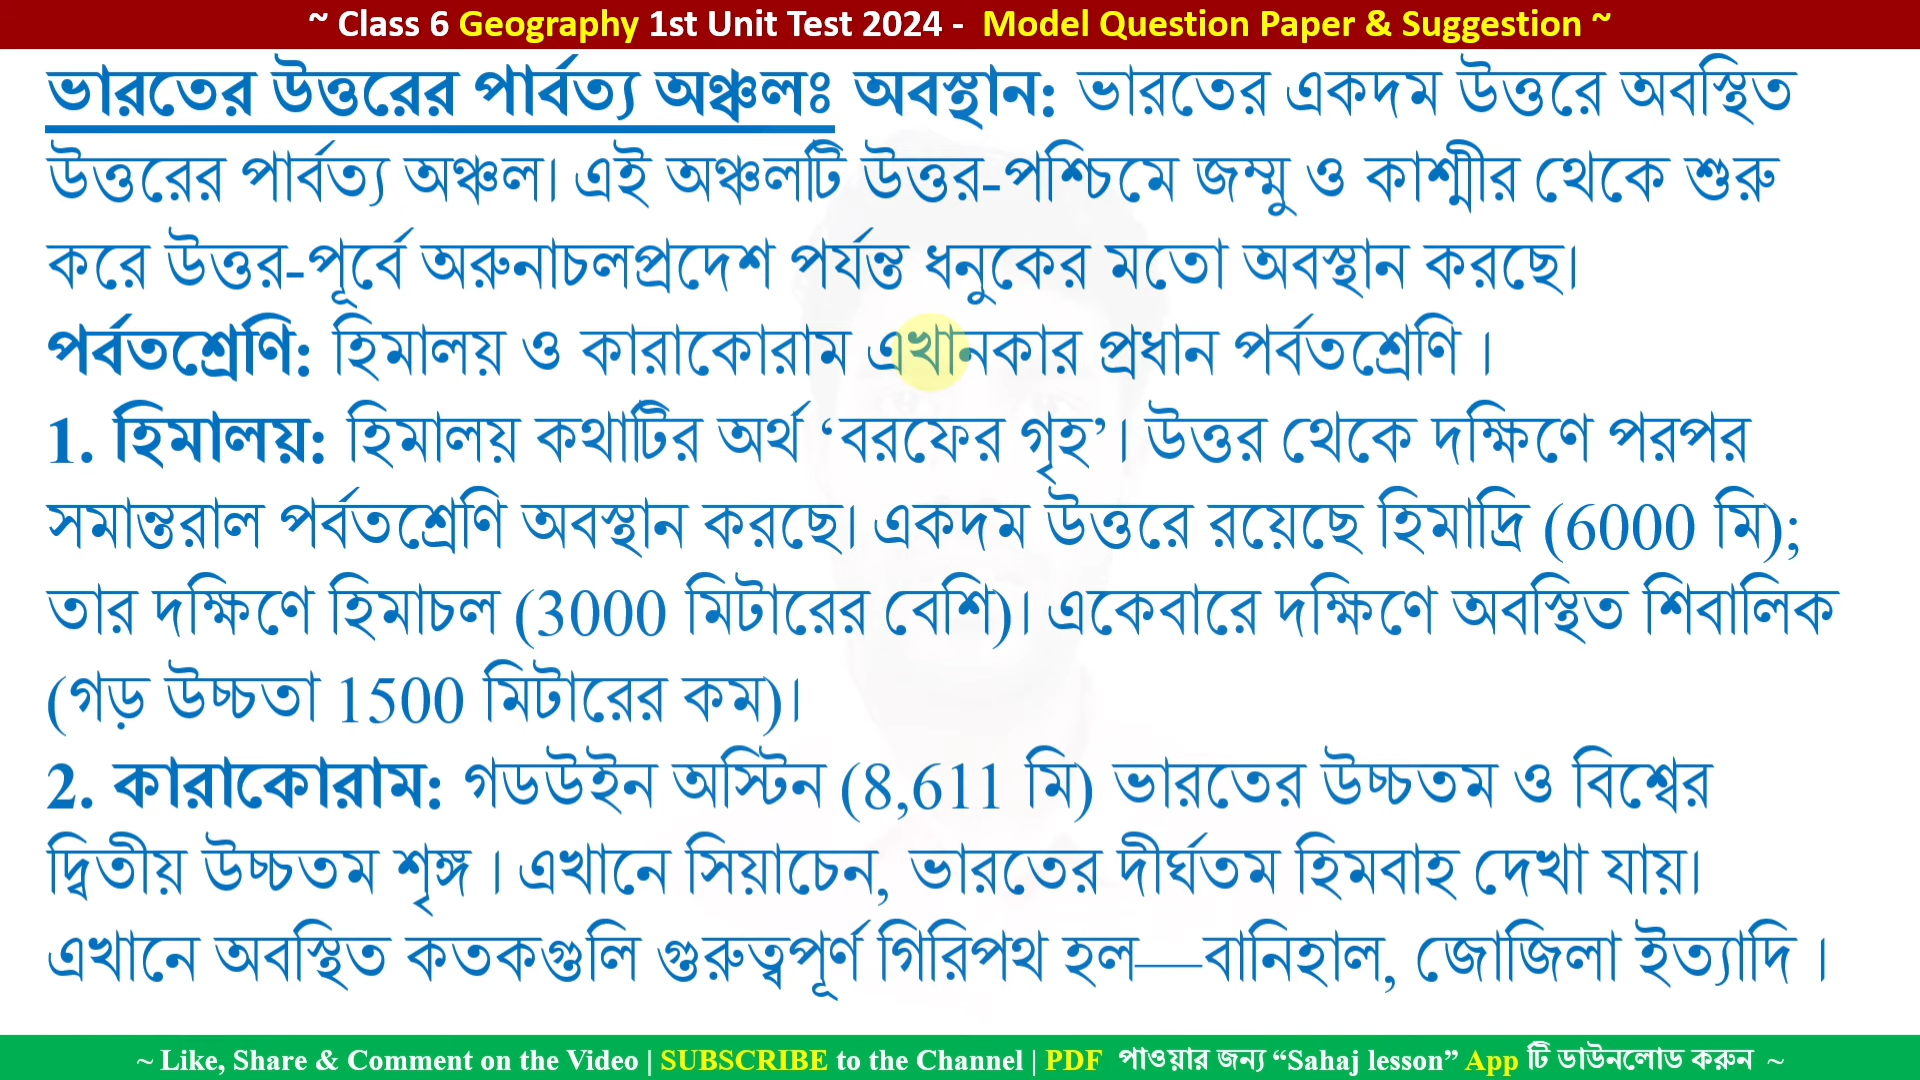 ~ Class 6 Geography 1st Unit Test 2024 - Model Question Paper & Suggestion ~
ভারতের উত্তরের পার্বত্য অঞ্চলঃ অবস্থান: ভারতের একদম উত্তরে অবস্থিত
উত্তরের পার্বত্য অঞ্চল। এই অঞ্চলটি উত্তর-পশ্চিমে জম্মু ও কাশ্মীর থেকে শুরু
করে উত্তর-পূর্বে অরুনাচলপ্রদেশ পর্যন্ত ধনুকের মতো অবস্থান করছে।
পর্বতশ্রেণি: হিমালয় ও কারাকোরাম এখানকার প্রধান পর্বতশ্রেণি ।
1. হিমালয়: হিমালয় কথাটির অর্থ ‘বরফের গৃহ’। উত্তর থেকে দক্ষিণে পরপর
সমান্তরাল পর্বতশ্রেণি অবস্থান করছে। একদম উত্তরে রয়েছে হিমাদ্রি (6000 মি);
তার দক্ষিণে হিমাচল (3000 মিটারের বেশি)। একেবারে দক্ষিণে অবস্থিত শিবালিক
(গড় উচ্চতা 1500 মিটারের কম)।
2. কারাকোরাম: গডউইন অস্টিন (8,611 মি) ভারতের উচ্চতম ও বিশ্বের
দ্বিতীয় উচ্চতম শৃঙ্গ । এখানে সিয়াচেন, ভারতের দীর্ঘতম হিমবাহ দেখা যায়।
এখানে অবস্থিত কতকগুলি গুরুত্বপূর্ণ গিরিপথ হল—বানিহাল, জোজিলা ইত্যাদি ।
~ Like, Share & Comment on the Video | SUBSCRIBE to the Channel | PDF পাওয়ার জন্য “Sahaj lesson” App টি ডাউনলোড করুন ~